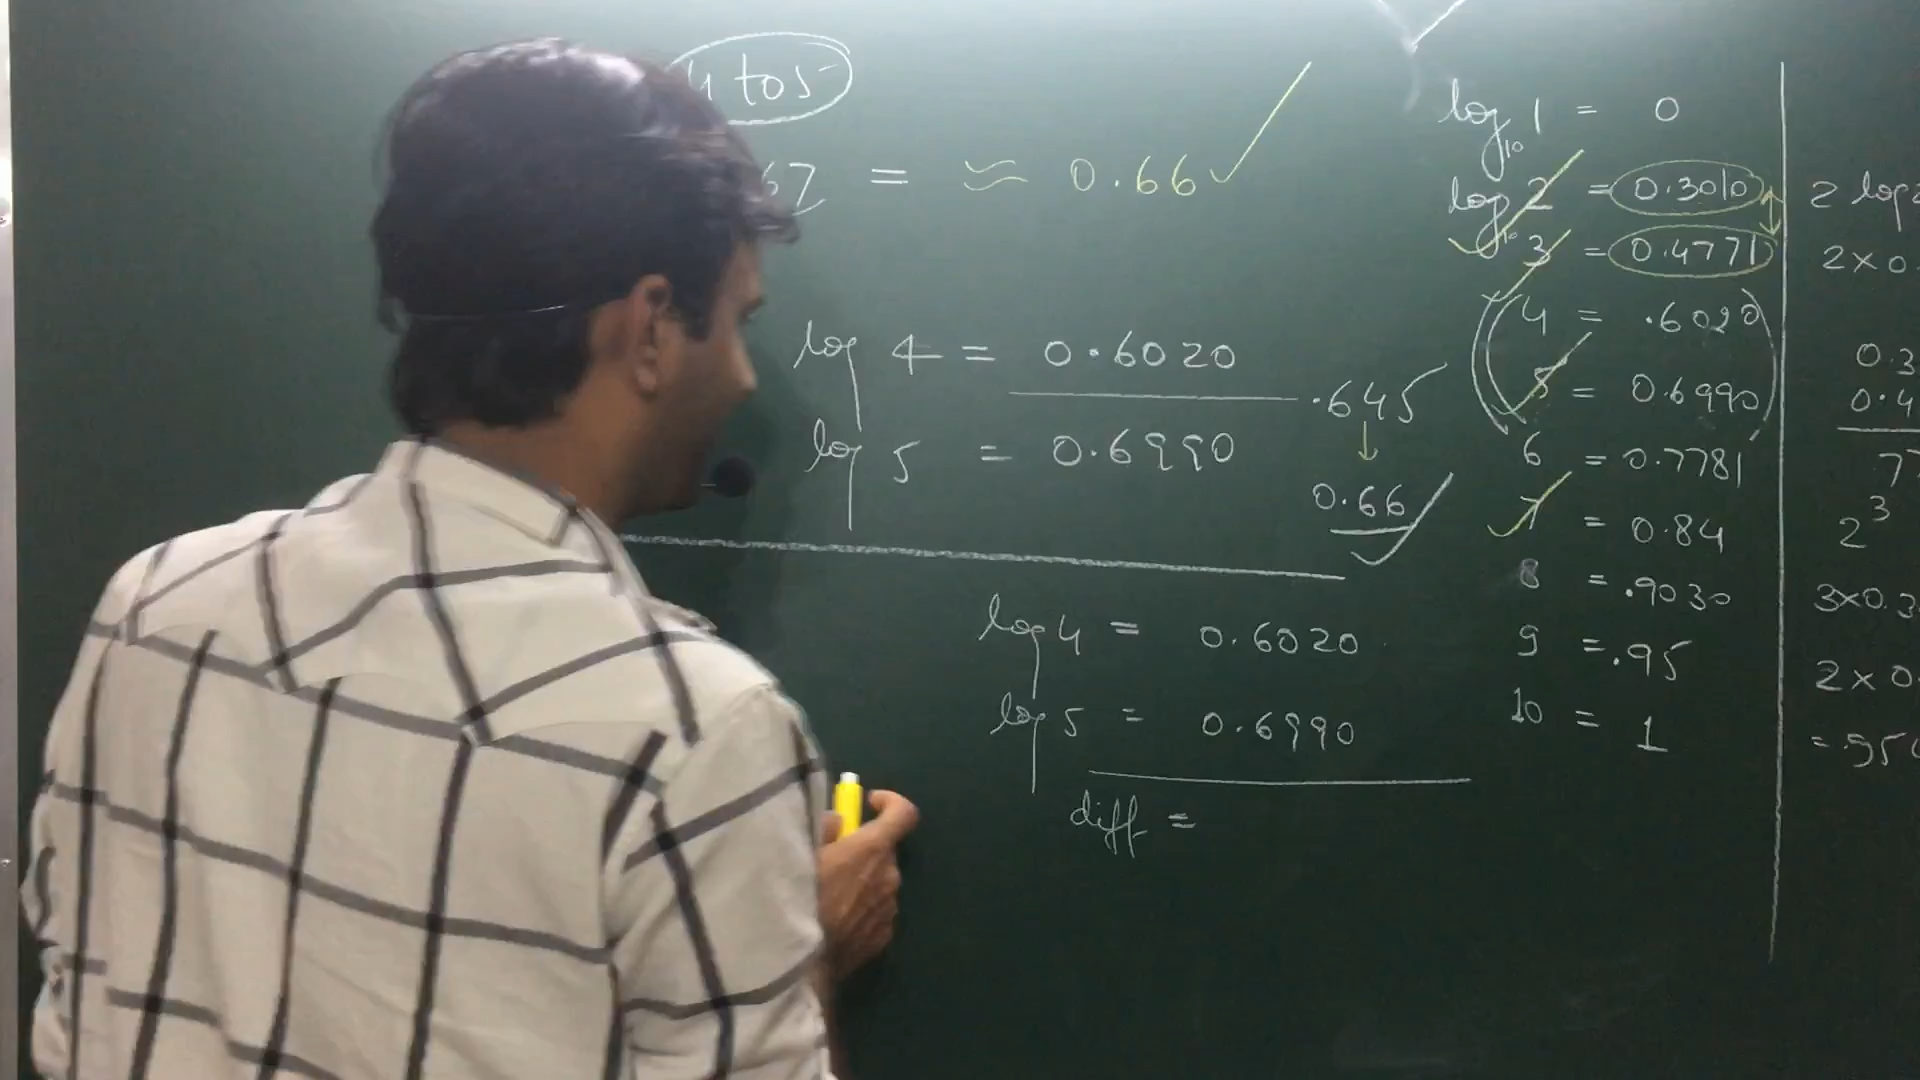 4 to 5
67 = ≈ 0.66 ✓
log 4 = 0.6020
.645
log 5 = 0.6990
↓
0.66
log 4 = 0.6020
log 5 = 0.6990
diff =
log₁₀ 1 = 0
log₁₀ 2 = 0.3010
3 = 0.4771
4 = .6020
5 = 0.6990
6 = 0.7781
7 = 0.84
8 = .9030
9 = .95
10 = 1
2 log 2
2 × 0.
0.3
0.4
77
2³
3×0.3
2 × 0.
= .95